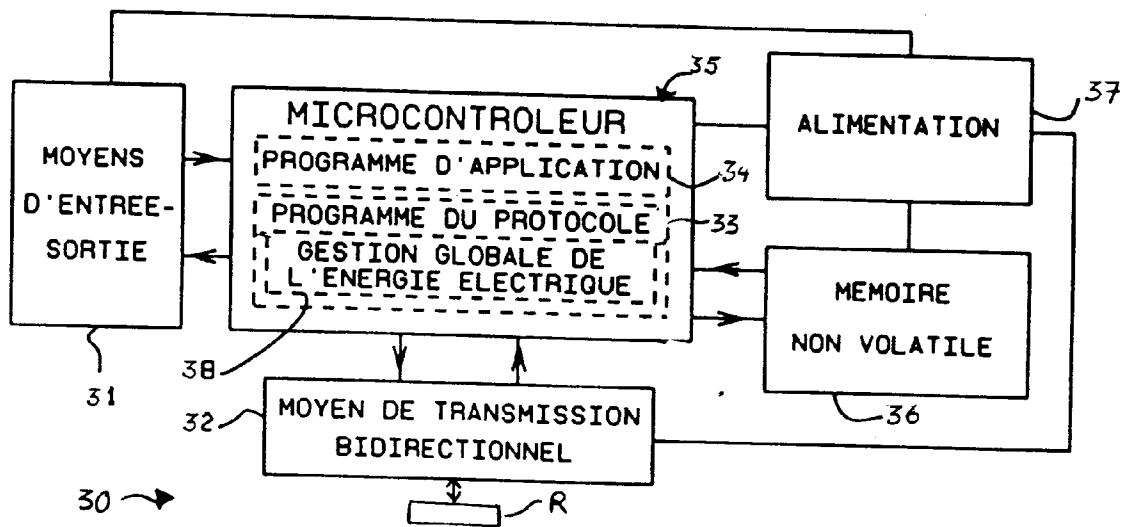 35
37
MICROCONTROLEUR
ALIMENTATION
MOYENS
D'ENTREE-
SORTIE
PROGRAMME D'APPLICATION
34
PROGRAMME DU PROTOCOLE
33
GESTION GLOBALE DE
L'ENERGIE ELECTRIQUE
MEMOIRE
NON VOLATILE
38
31
36
32
MOYEN DE TRANSMISSION
BIDIRECTIONNEL
30
R